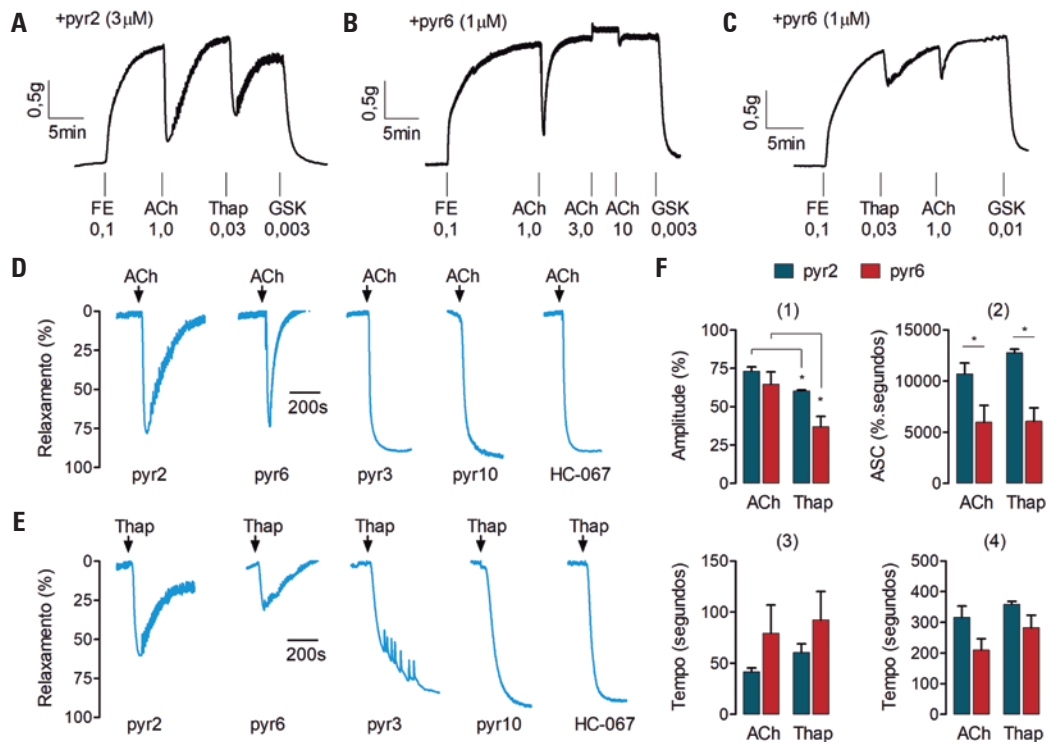 A
+pyr2 (3μM)
0,5g
5min
FE ACh Thap GSK
0,1 1,0 0,03 0,003
B
+pyr6 (1μM)
0,5g
5min
FE ACh ACh ACh GSK
0,1 1,0 3,0 10 0,003
C
+pyr6 (1μM)
0,5g
5min
FE Thap ACh GSK
0,1 0,03 1,0 0,01
D
ACh ACh ACh ACh ACh
Relaxamento (%)
0
25
50
75
100
200s
pyr2 pyr6 pyr3 pyr10 HC-067
E
Thap Thap Thap Thap Thap
Relaxamento (%)
0
25
50
75
100
200s
pyr2 pyr6 pyr3 pyr10 HC-067
F
pyr2 pyr6
(1)
Amplitude (%)
100
75
50
25
0
* *
ACh Thap
(2)
ASC (%.segundos)
15000
10000
5000
0
* *
ACh Thap
(3)
Tempo (segundos)
150
100
50
0
ACh Thap
(4)
Tempo (segundos)
500
400
300
200
100
0
ACh Thap